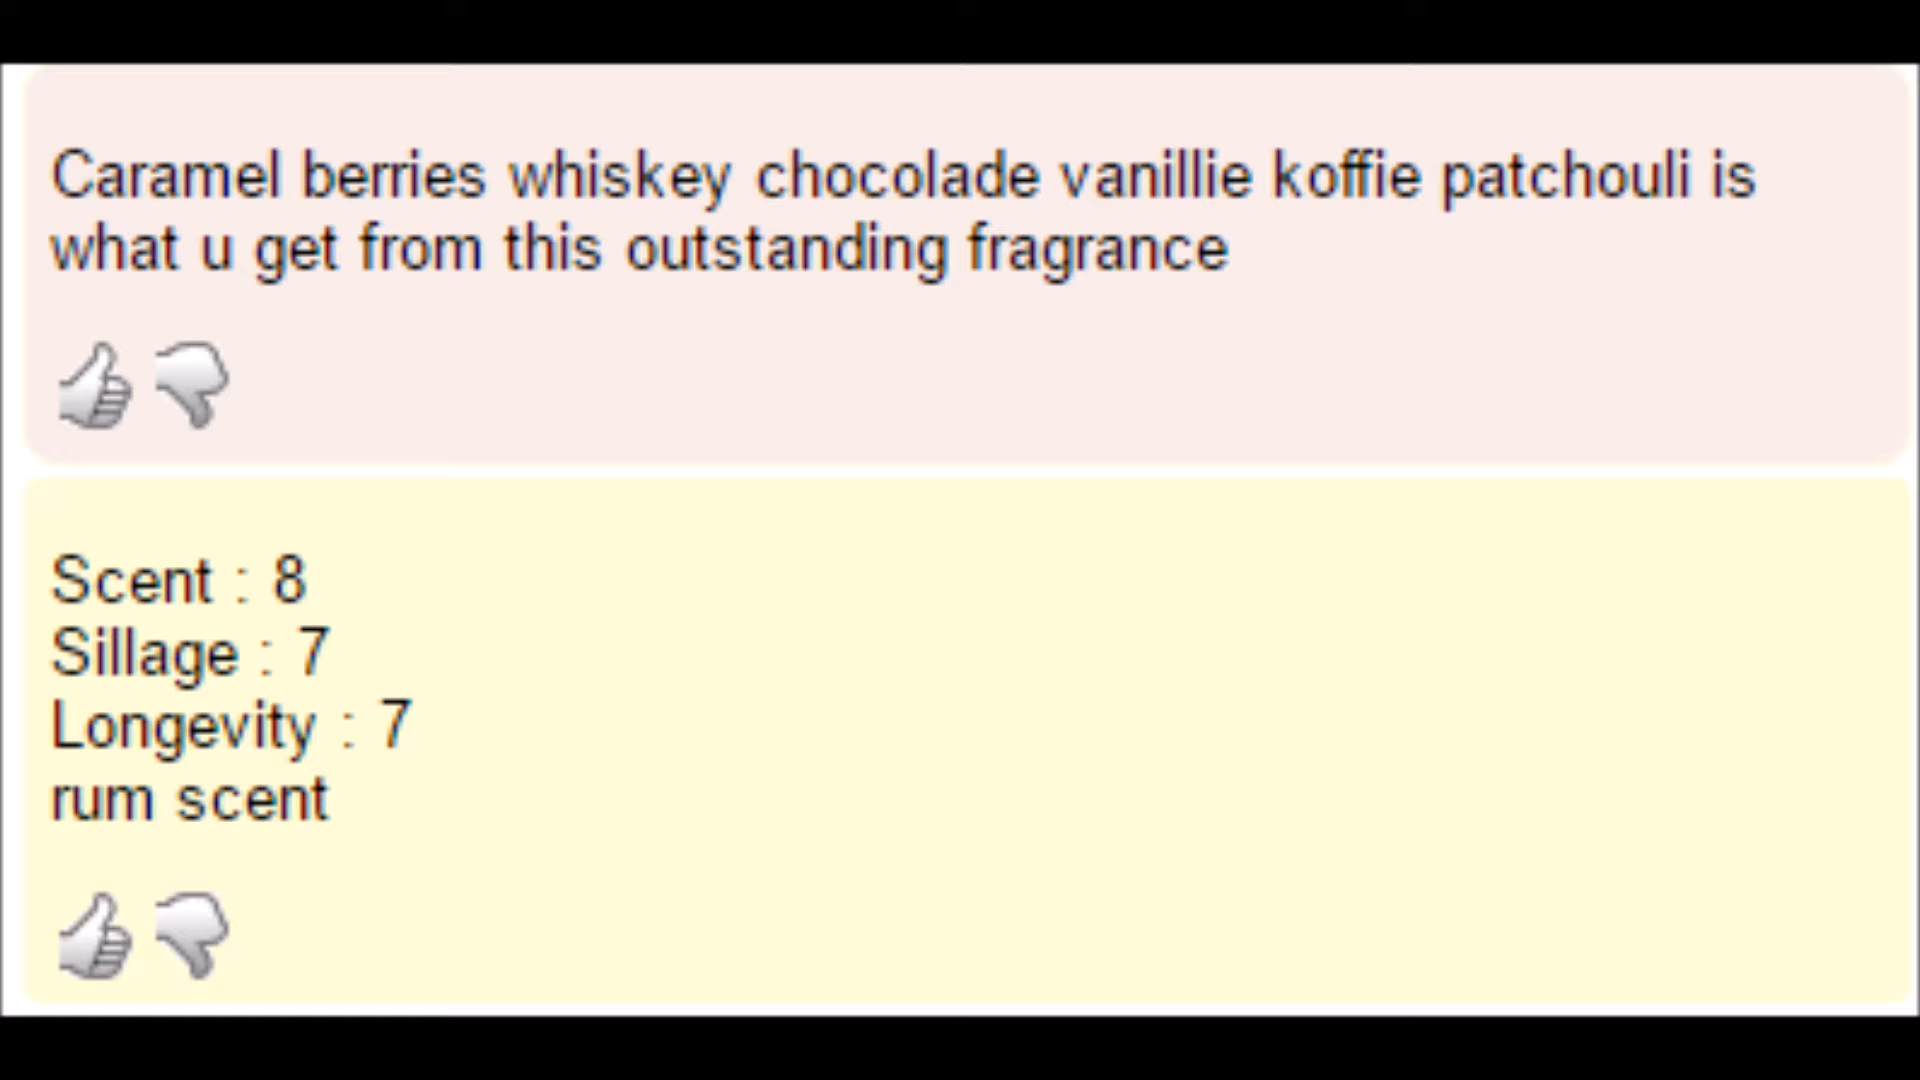 Caramel berries whiskey chocolade vanillie koffie patchouli is
what u get from this outstanding fragrance
Scent : 8
Sillage : 7
Longevity : 7
rum scent